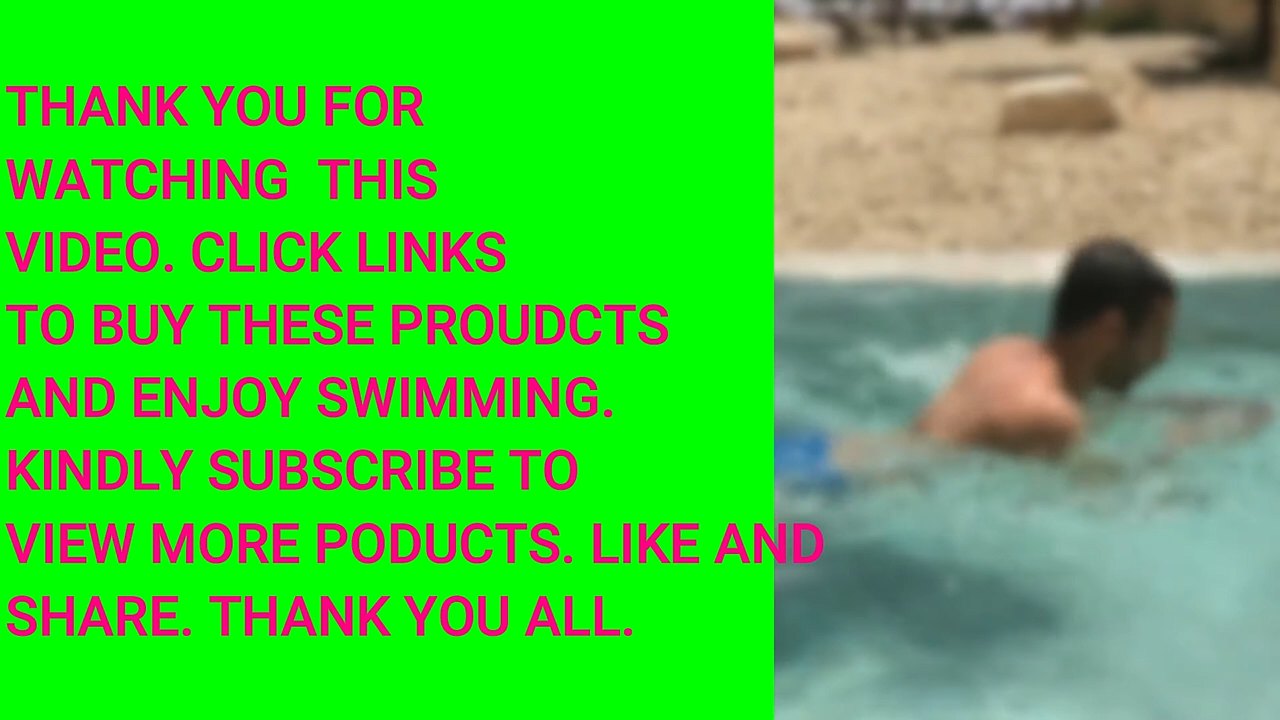 THANK YOU FOR
WATCHING  THIS
VIDEO. CLICK LINKS
TO BUY THESE PROUDCTS
AND ENJOY SWIMMING.
KINDLY SUBSCRIBE TO
VIEW MORE PODUCTS. LIKE AND
SHARE. THANK YOU ALL.